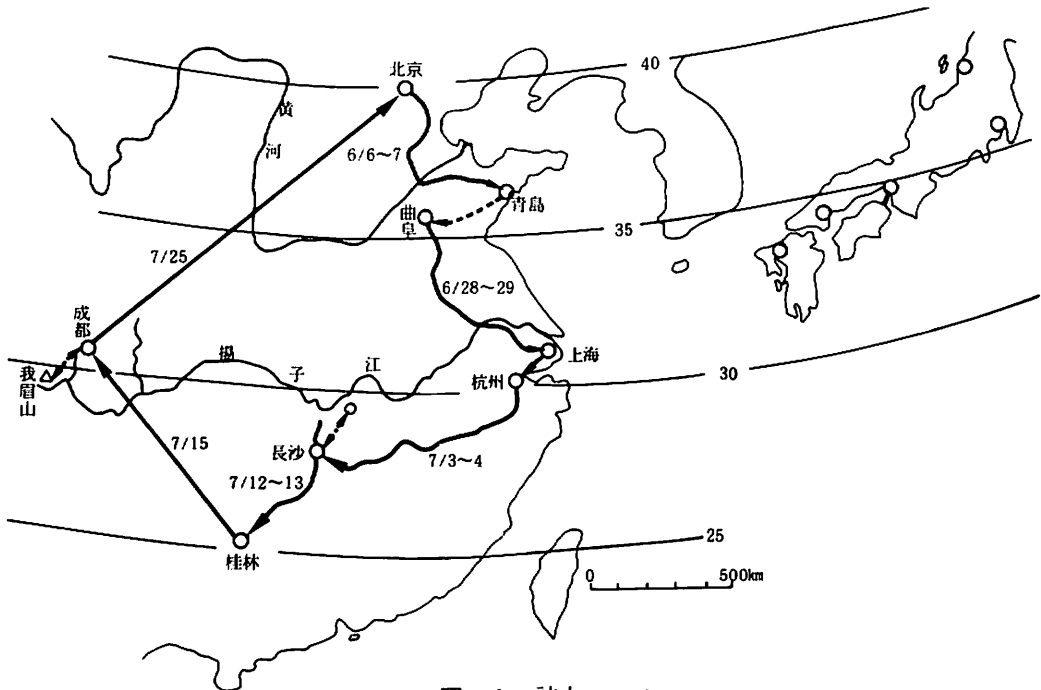 40
北京
黄
河
6/6~7
青島
曲
阜
35
7/25
6/28~29
成
都
揚
子
江
上海
我
眉
山
杭州
30
7/15
長沙
7/3~4
7/12~13
25
桂林
0
500km